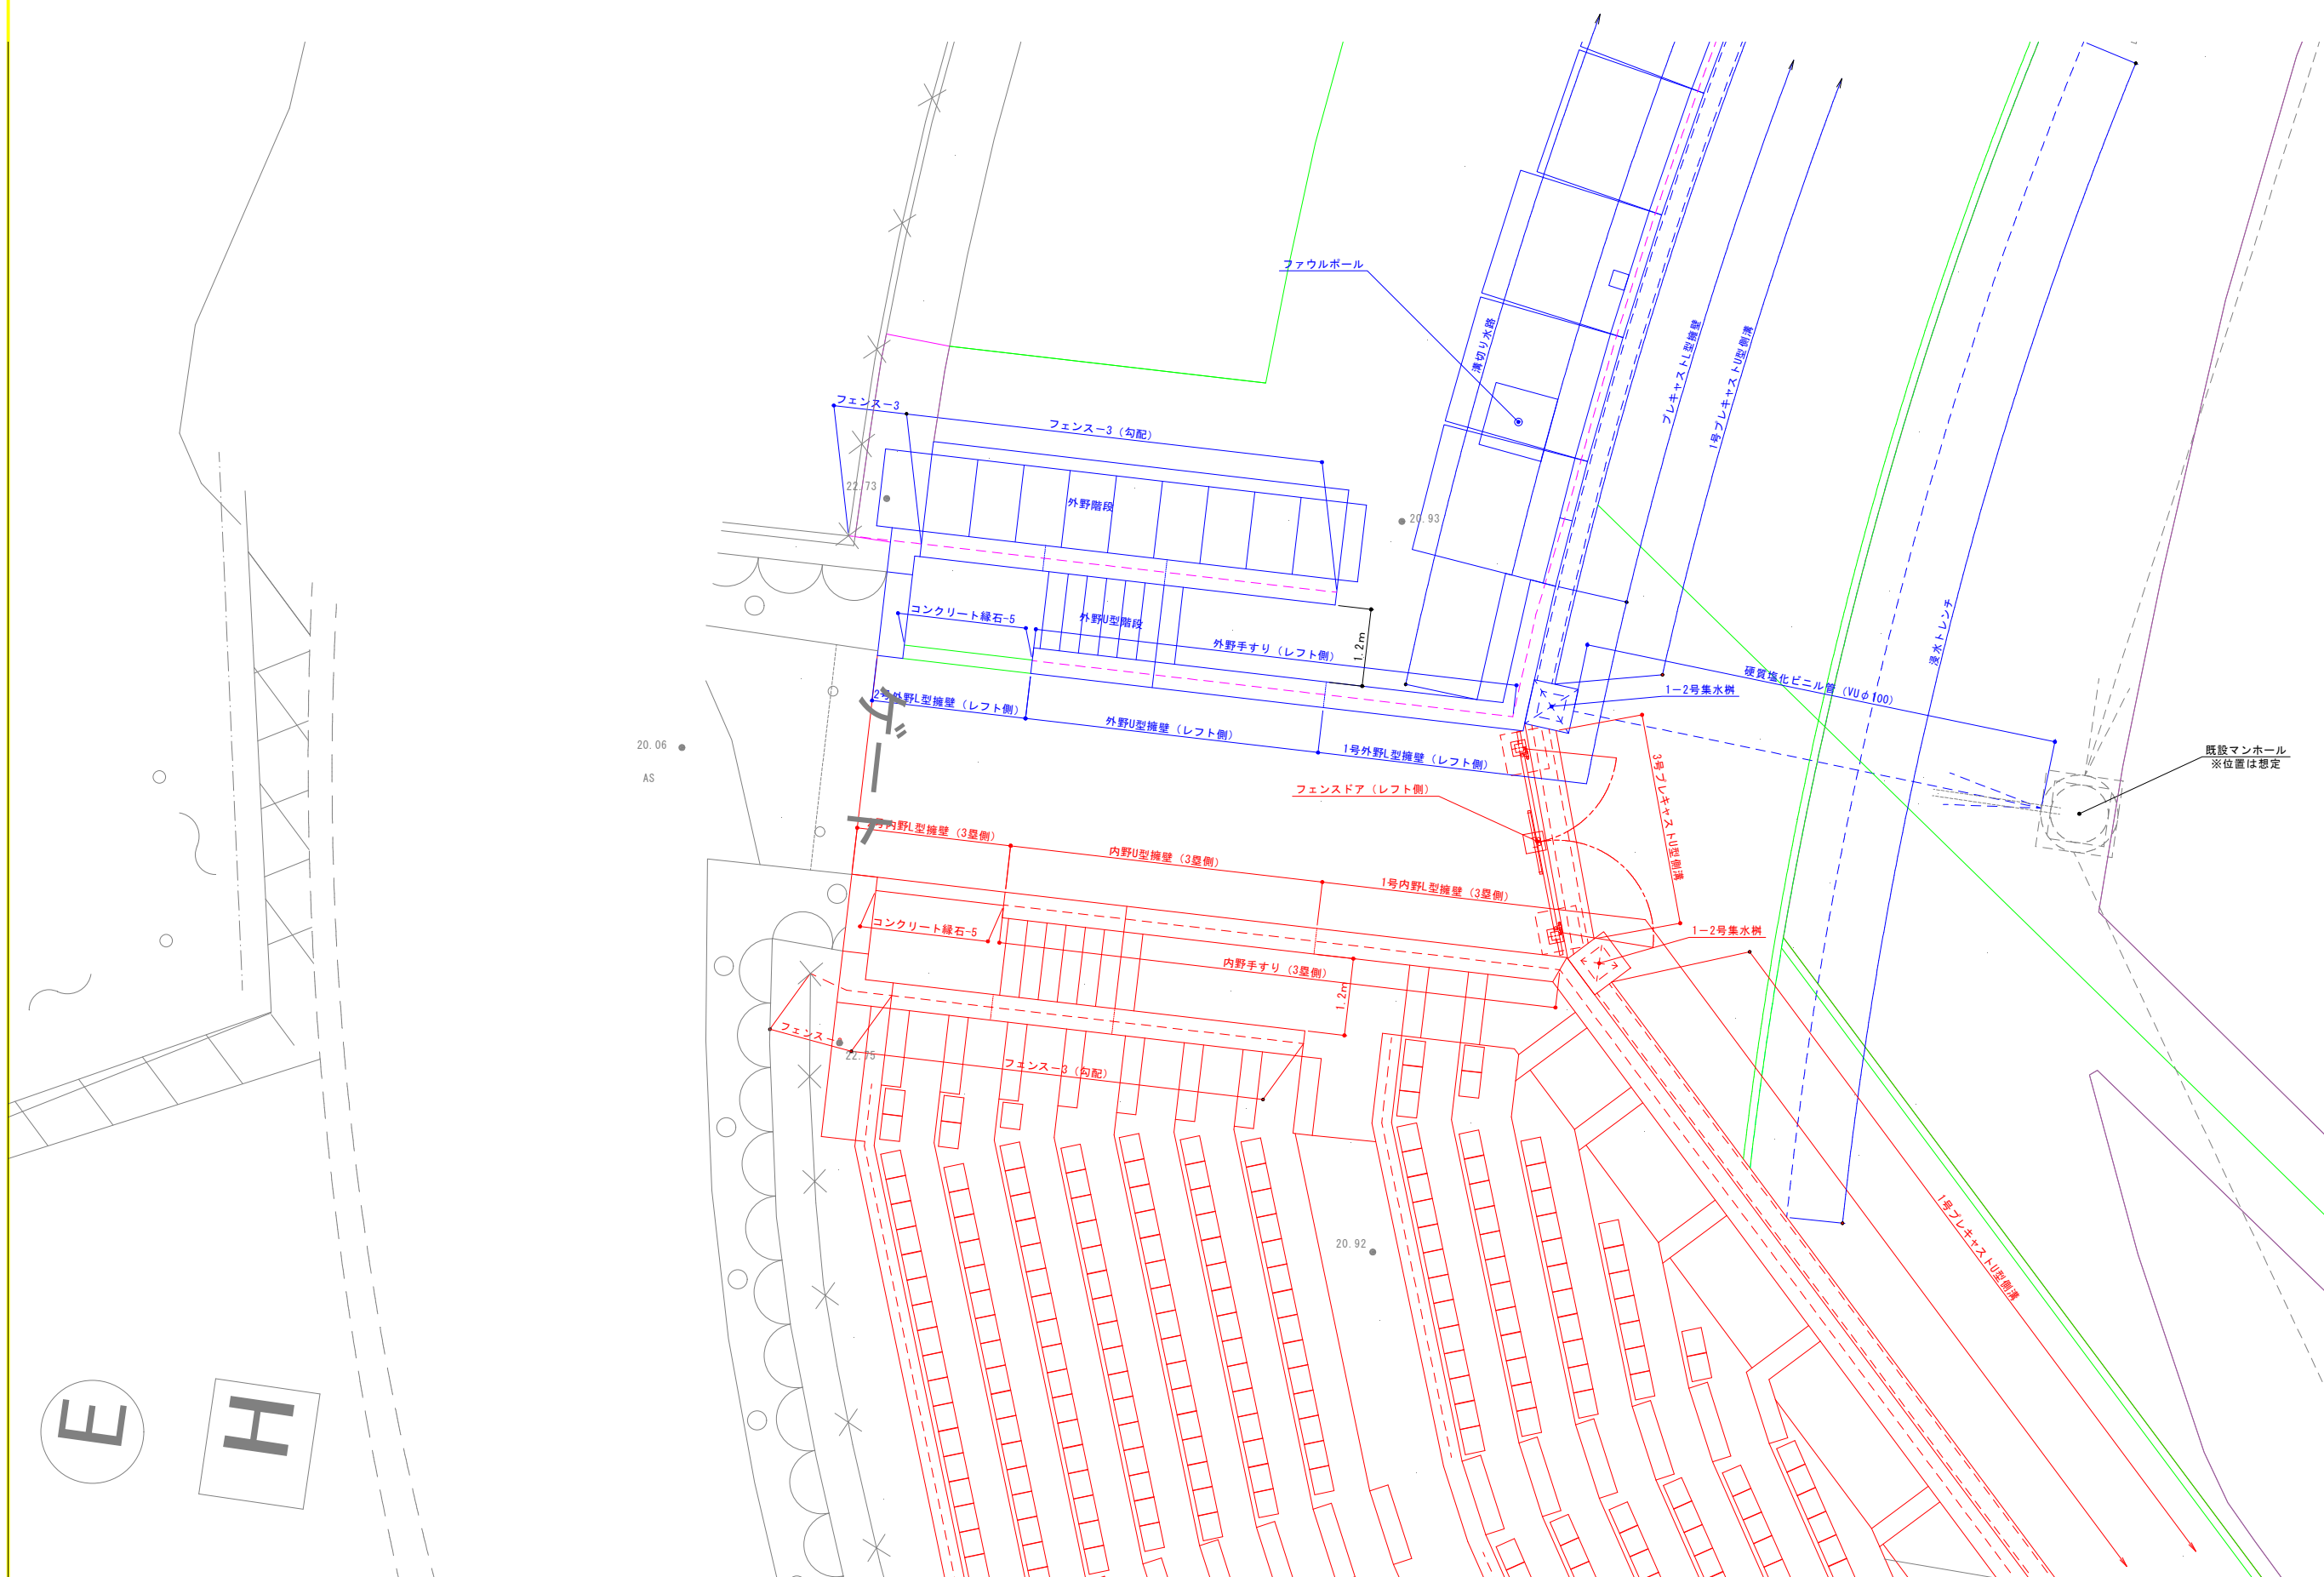 ファウルポール
溝切り水路
プレキャストL型擁壁
1号プレキャストU型側溝
フェンス－3
フェンス－3（勾配）
22.73
外野階段
20.93
コンクリート縁石-5
外野U型階段
外野手すり（レフト側）
1.2m
浸水トレンチ
硬質塩化ビニル管（VUφ100）
1－2号集水桝
2号外野L型擁壁（レフト側）
外野U型擁壁（レフト側）
1号外野L型擁壁（レフト側）
20.06
AS
既設マンホール
※位置は想定
3号プレキャストU型側溝
フェンスドア（レフト側）
号内野L型擁壁（3塁側）
内野U型擁壁（3塁側）
1号内野L型擁壁（3塁側）
コンクリート縁石-5
1－2号集水桝
内野手すり（3塁側）
1.2m
フェンス－3
22.75
フェンス－3（勾配）
1号プレキャストU型側溝
20.92
E
H